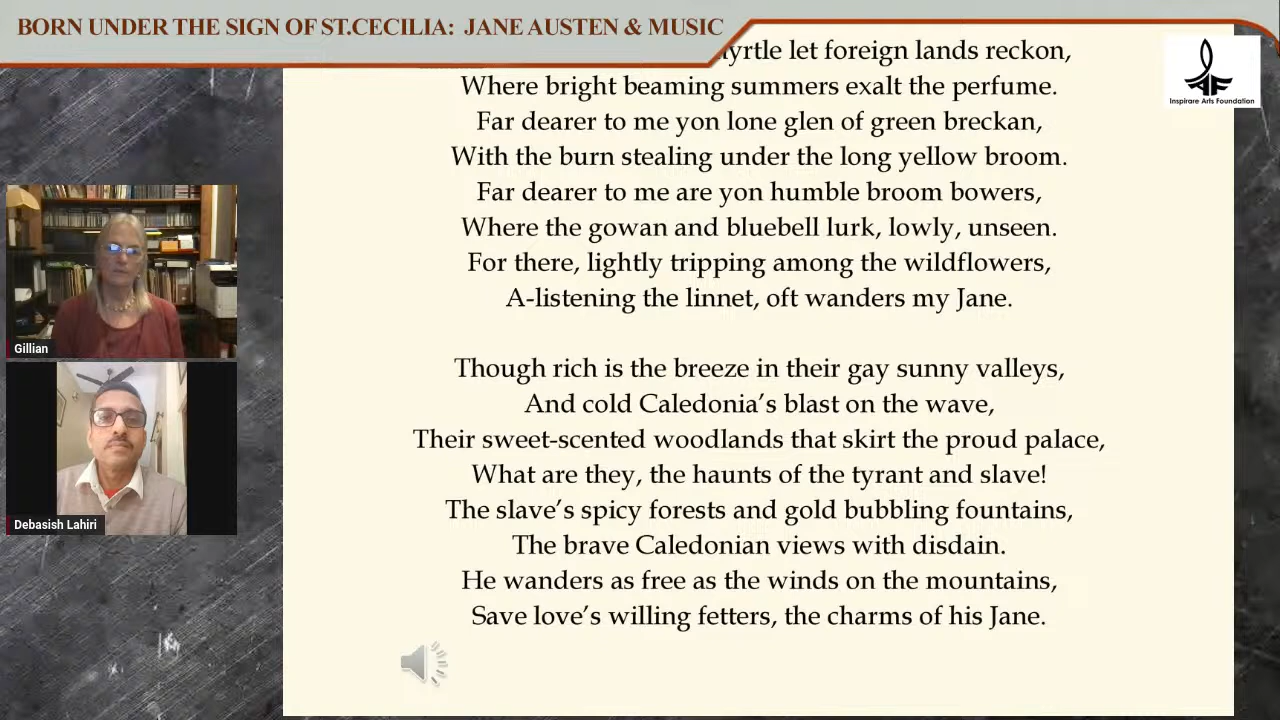 BORN UNDER THE SIGN OF ST.CECILIA: JANE AUSTEN & MUSIC
let foreign lands reckon,
Where bright beaming summers exalt the perfume.
Far dearer to me yon lone glen of green breckan,
With the burn stealing under the long yellow broom.
Far dearer to me are yon humble broom bowers,
Where the gowan and bluebell lurk, lowly, unseen.
For there, lightly tripping among the wildflowers,
A-listening the linnet, oft wanders my Jane.
Though rich is the breeze in their gay sunny valleys,
And cold Caledonia’s blast on the wave,
Their sweet-scented woodlands that skirt the proud palace,
What are they, the haunts of the tyrant and slave!
The slave’s spicy forests and gold bubbling fountains,
The brave Caledonian views with disdain.
He wanders as free as the winds on the mountains,
Save love’s willing fetters, the charms of his Jane.
Inspirare Arts Foundation
Gillian
Debasish Lahiri